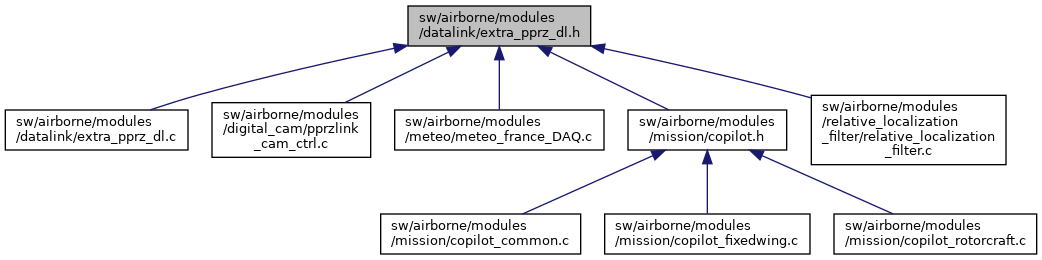 sw/airborne/modules
/datalink/extra_pprz_dl.h
sw/airborne/modules
/datalink/extra_pprz_dl.c
sw/airborne/modules
/digital_cam/pprzlink
_cam_ctrl.c
sw/airborne/modules
/meteo/meteo_france_DAQ.c
sw/airborne/modules
/mission/copilot.h
sw/airborne/modules
/relative_localization
_filter/relative_localization
_filter.c
sw/airborne/modules
/mission/copilot_common.c
sw/airborne/modules
/mission/copilot_fixedwing.c
sw/airborne/modules
/mission/copilot_rotorcraft.c